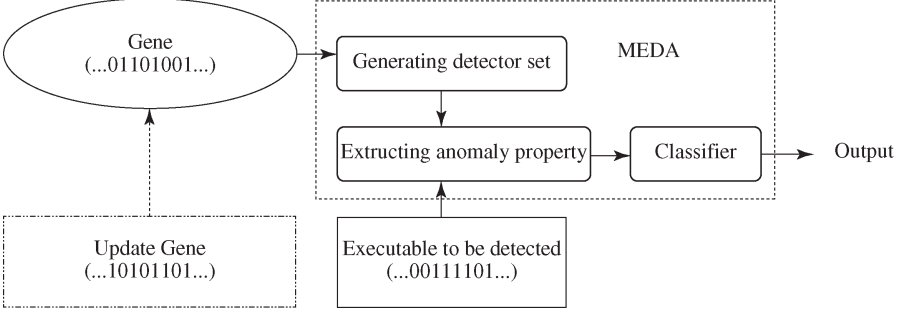 Gene
(...01101001...)
Generating detector set
MEDA
Extructing anomaly property
Classifier
Output
Update Gene
(...10101101...)
Executable to be detected
(...00111101...)